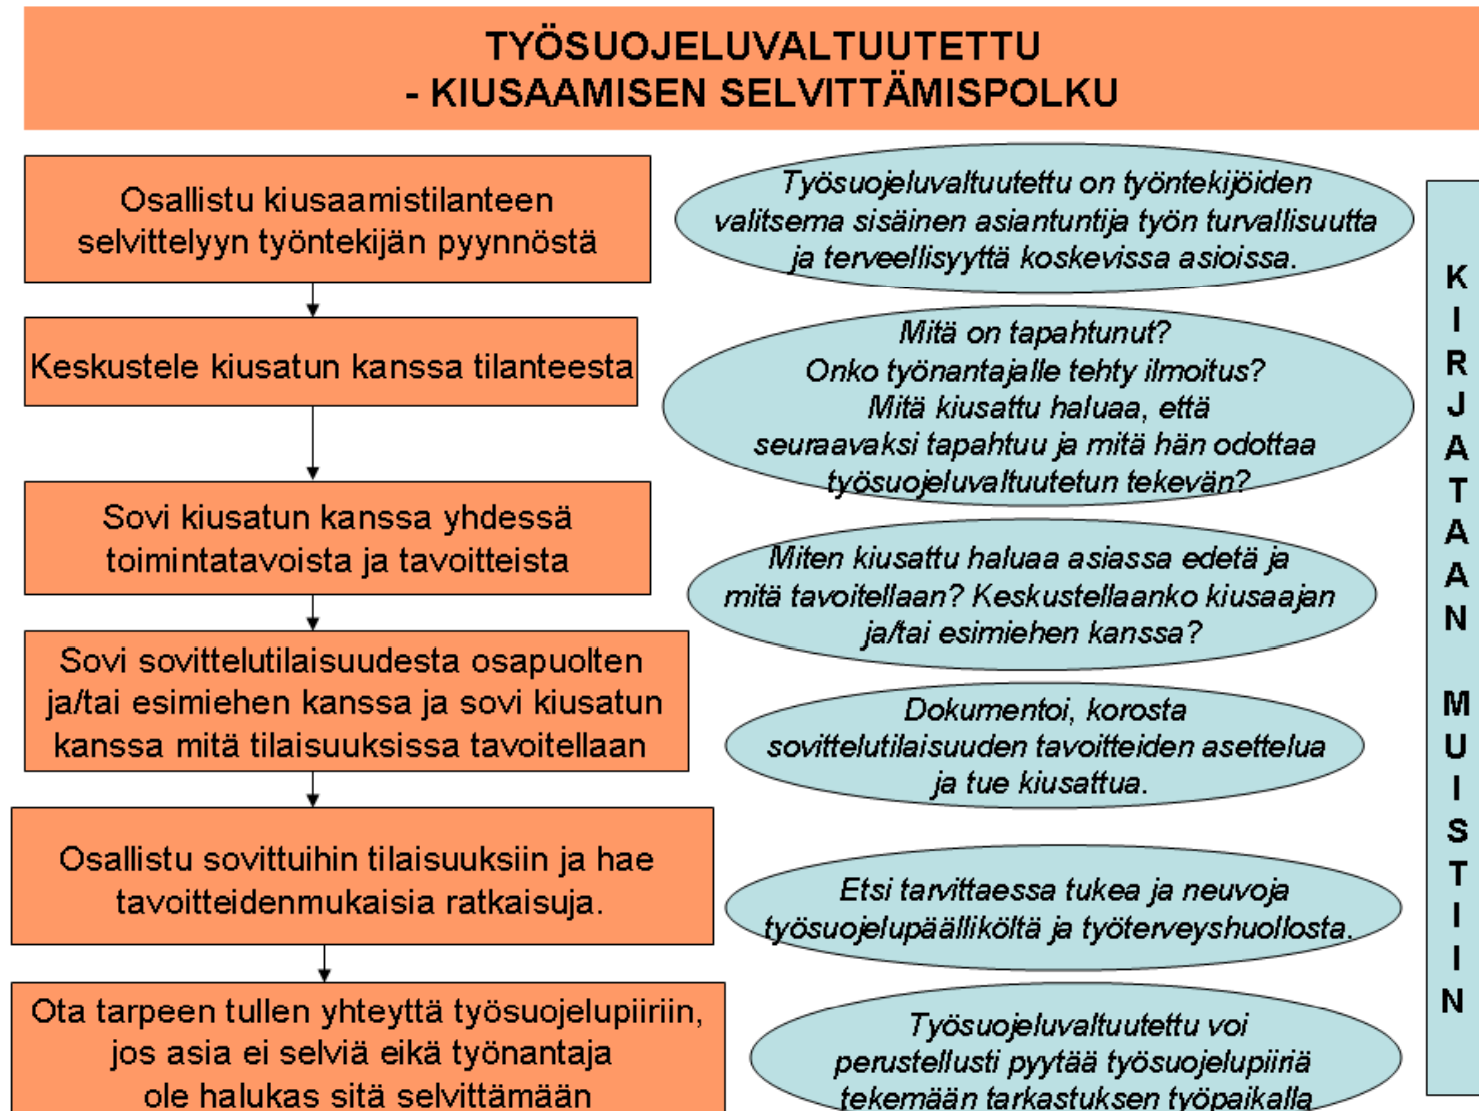 TYÖSUOJELUVALTUUTETTU
- KIUSAAMISEN SELVITTÄMISPOLKU
Osallistu kiusaamistilanteen
selvittelyyn työntekijän pyynnöstä
Työsuojeluvaltuutettu on työntekijöiden
valitsema sisäinen asiantuntija työn turvallisuutta
ja terveellisyyttä koskevissa asioissa.
Keskustele kiusatun kanssa tilanteesta
Mitä on tapahtunut?
Onko työnantajalle tehty ilmoitus?
Mitä kiusattu haluaa, että
seuraavaksi tapahtuu ja mitä hän odottaa
työsuojeluvaltuutetun tekevän?
Sovi kiusatun kanssa yhdessä
toimintatavoista ja tavoitteista
Miten kiusattu haluaa asiassa edetä ja
mitä tavoitellaan? Keskustellaanko kiusaajan
ja/tai esimiehen kanssa?
Sovi sovittelutilaisuudesta osapuolten
ja/tai esimiehen kanssa ja sovi kiusatun
kanssa mitä tilaisuuksissa tavoitellaan
Dokumentoi, korosta
sovittelutilaisuuden tavoitteiden asettelua
ja tue kiusattua.
Osallistu sovittuihin tilaisuuksiin ja hae
tavoitteidenmukaisia ratkaisuja.
Etsi tarvittaessa tukea ja neuvoja
työsuojelupäälliköltä ja työterveyshuollosta.
Ota tarpeen tullen yhteyttä työsuojelupiiriin,
jos asia ei selviä eikä työnantaja
ole halukas sitä selvittämään
Työsuojeluvaltuutettu voi
perustellusti pyytää työsuojelupiiriä
tekemään tarkastuksen työpaikalla
KIRJATAAN MUISTIIN